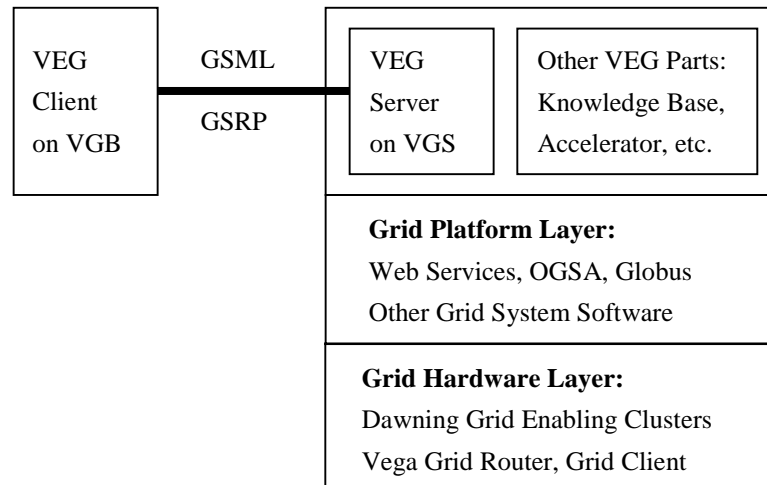 VEG
Client
on VGB
GSML
GSRP
VEG
Server
on VGS
Other VEG Parts:
Knowledge Base,
Accelerator, etc.
Grid Platform Layer:
Web Services, OGSA, Globus
Other Grid System Software
Grid Hardware Layer:
Dawning Grid Enabling Clusters
Vega Grid Router, Grid Client